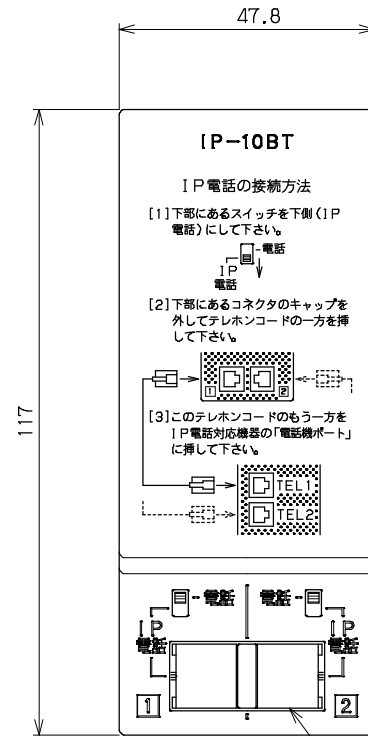 47.8
117
IP-10BT
IP電話の接続方法
[1]下部にあるスイッチを下側(IP
電話)にして下さい。
電話
IP
電話
[2]下部にあるコネクタのキャップを
外してテレホンコードの一方を挿
して下さい。
1 2
[3]このテレホンコードのもう一方を
IP電話対応機器の「電話機ポート」
に挿して下さい。
TEL1
TEL2
電話 電話
IP IP
電話 電話
1 2